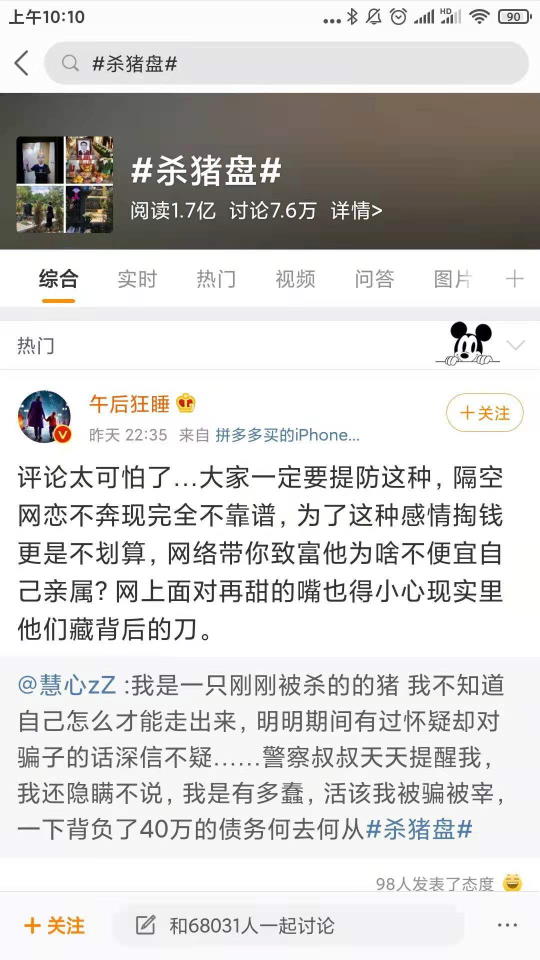 上午10:10
HD
90
#杀猪盘#
#杀猪盘#
阅读1.7亿 讨论7.6万 详情>
综合 实时 热门 视频 问答 图片
热门
午后狂睡
昨天 22:35 来自 拼多多买的iPhone...
+关注
评论太可怕了...大家一定要提防这种,隔空
网恋不奔现完全不靠谱,为了这种感情掏钱
更是不划算,网络带你致富他为啥不便宜自
己亲属?网上面对再甜的嘴也得小心现实里
他们藏背后的刀。
@慧心zZ :我是一只刚刚被杀的的猪 我不知道
自己怎么才能走出来,明明期间有过怀疑却对
骗子的话深信不疑......警察叔叔天天提醒我,
我还隐瞒不说,我是有多蠢,活该我被骗被宰,
一下背负了40万的债务何去何从#杀猪盘#
98人发表了态度
+关注 和68031人一起讨论